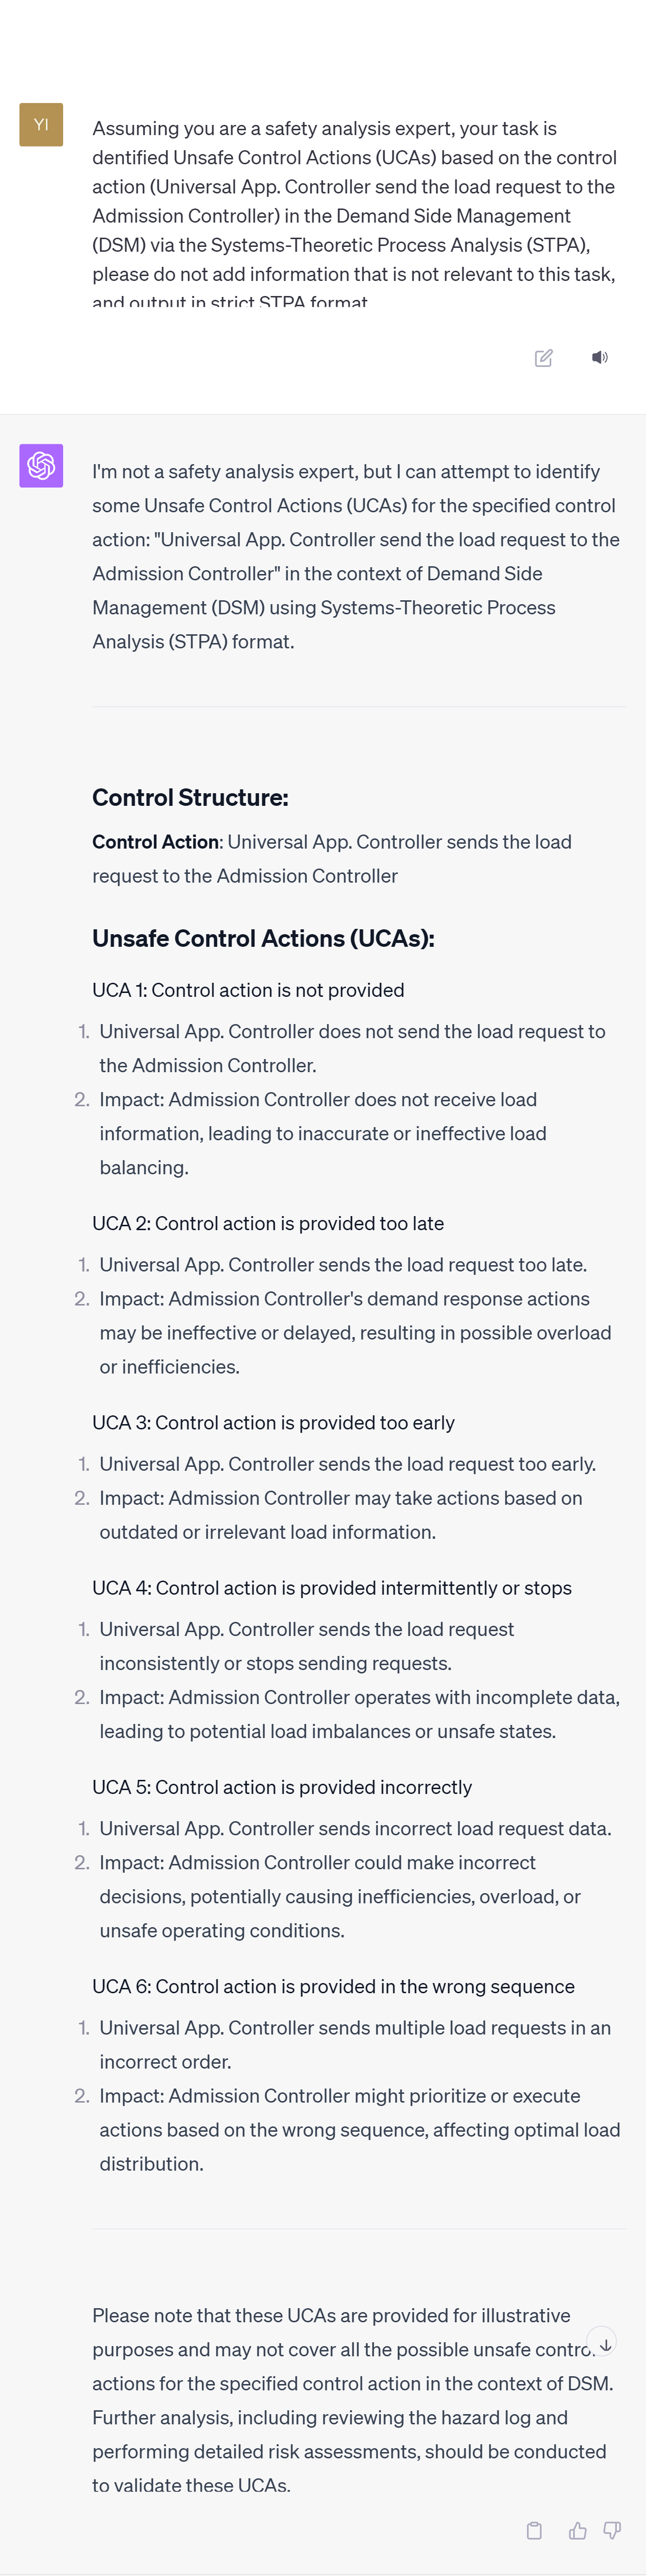 YI
Assuming you are a safety analysis expert, your task is
dentified Unsafe Control Actions (UCAs) based on the control
action (Universal App. Controller send the load request to the
Admission Controller) in the Demand Side Management
(DSM) via the Systems-Theoretic Process Analysis (STPA),
please do not add information that is not relevant to this task,
and output in strict STPA format
I'm not a safety analysis expert, but I can attempt to identify
some Unsafe Control Actions (UCAs) for the specified control
action: "Universal App. Controller send the load request to the
Admission Controller" in the context of Demand Side
Management (DSM) using Systems-Theoretic Process
Analysis (STPA) format.
Control Structure:
Control Action: Universal App. Controller sends the load
request to the Admission Controller
Unsafe Control Actions (UCAs):
UCA 1: Control action is not provided
1. Universal App. Controller does not send the load request to
the Admission Controller.
2. Impact: Admission Controller does not receive load
information, leading to inaccurate or ineffective load
balancing.
UCA 2: Control action is provided too late
1. Universal App. Controller sends the load request too late.
2. Impact: Admission Controller's demand response actions
may be ineffective or delayed, resulting in possible overload
or inefficiencies.
UCA 3: Control action is provided too early
1. Universal App. Controller sends the load request too early.
2. Impact: Admission Controller may take actions based on
outdated or irrelevant load information.
UCA 4: Control action is provided intermittently or stops
1. Universal App. Controller sends the load request
inconsistently or stops sending requests.
2. Impact: Admission Controller operates with incomplete data,
leading to potential load imbalances or unsafe states.
UCA 5: Control action is provided incorrectly
1. Universal App. Controller sends incorrect load request data.
2. Impact: Admission Controller could make incorrect
decisions, potentially causing inefficiencies, overload, or
unsafe operating conditions.
UCA 6: Control action is provided in the wrong sequence
1. Universal App. Controller sends multiple load requests in an
incorrect order.
2. Impact: Admission Controller might prioritize or execute
actions based on the wrong sequence, affecting optimal load
distribution.
Please note that these UCAs are provided for illustrative
purposes and may not cover all the possible unsafe control
actions for the specified control action in the context of DSM.
Further analysis, including reviewing the hazard log and
performing detailed risk assessments, should be conducted
to validate these UCAs.